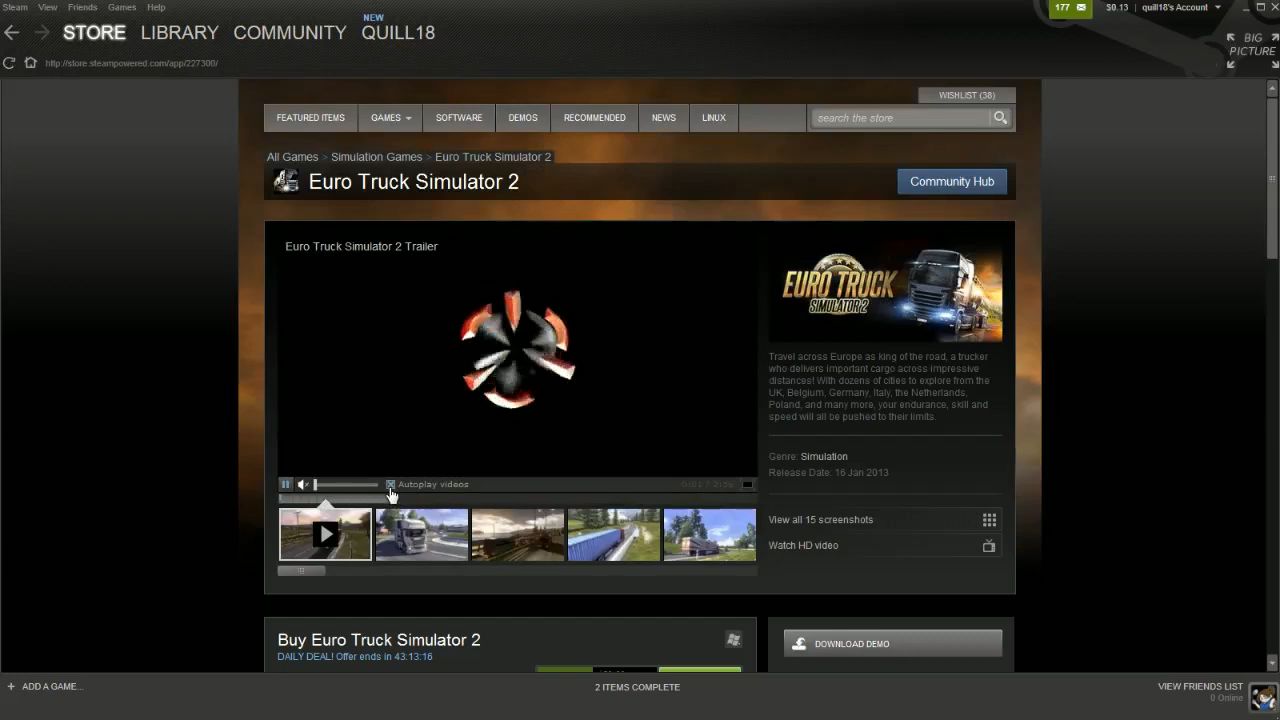 Steam View Friends Games Help
177 $0.13 quill18's Account
NEW
STORE LIBRARY COMMUNITY QUILL18
BIG PICTURE
http://store.steampowered.com/app/227300/
WISHLIST (38)
FEATURED ITEMS GAMES SOFTWARE DEMOS RECOMMENDED NEWS LINUX search the store
All Games > Simulation Games > Euro Truck Simulator 2
Euro Truck Simulator 2
Community Hub
Euro Truck Simulator 2 Trailer
EURO TRUCK
SIMULATOR 2
Travel across Europe as king of the road, a trucker
who delivers important cargo across impressive
distances! With dozens of cities to explore from the
UK, Belgium, Germany, Italy, the Netherlands,
Poland, and many more, your endurance, skill and
speed will all be pushed to their limits.
Genre: Simulation
Release Date: 16 Jan 2013
Autoplay videos
View all 15 screenshots
Watch HD video
Buy Euro Truck Simulator 2
DAILY DEAL! Offer ends in 43:13:16
DOWNLOAD DEMO
+ ADD A GAME...
2 ITEMS COMPLETE
VIEW FRIENDS LIST
0 Online